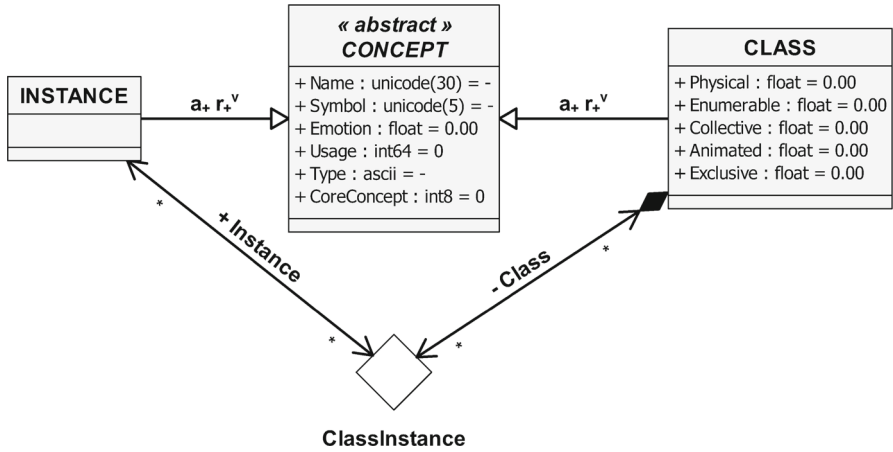 « abstract »
CONCEPT
+ Name : unicode(30) = -
+ Symbol : unicode(5) = -
+ Emotion : float = 0.00
+ Usage : int64 = 0
+ Type : ascii = -
+ CoreConcept : int8 = 0
CLASS
+ Physical : float = 0.00
+ Enumerable : float = 0.00
+ Collective : float = 0.00
+ Animated : float = 0.00
+ Exclusive : float = 0.00
INSTANCE
a+ r+v
a+ r+v
+ Instance
*
*
- Class
*
*
ClassInstance